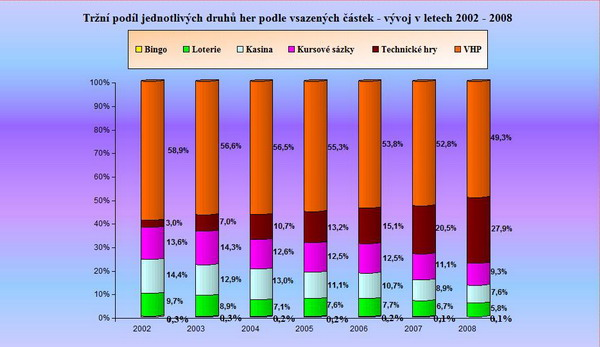 Tržní podíl jednotlivých druhů her podle vsazených částek - vývoj v letech 2002 - 2008
Bingo Loterie Kasina Kursové sázky Technické hry VHP
100%
90%
80%
70%
60%
50%
40%
30%
20%
10%
0%
58,9% 56,6% 56,5% 55,3% 53,8% 52,8% 49,3%
3,0% 7,0% 10,7% 13,2% 15,1% 20,5% 27,9%
13,6% 14,3% 12,6% 12,5% 12,5% 11,1% 9,3%
14,4% 12,9% 13,0% 11,1% 10,7% 8,9% 7,6%
9,7% 8,9% 7,1% 7,6% 7,7% 6,7% 5,8%
0,3% 0,3% 0,2% 0,2% 0,2% 0,1% 0,1%
2002 2003 2004 2005 2006 2007 2008